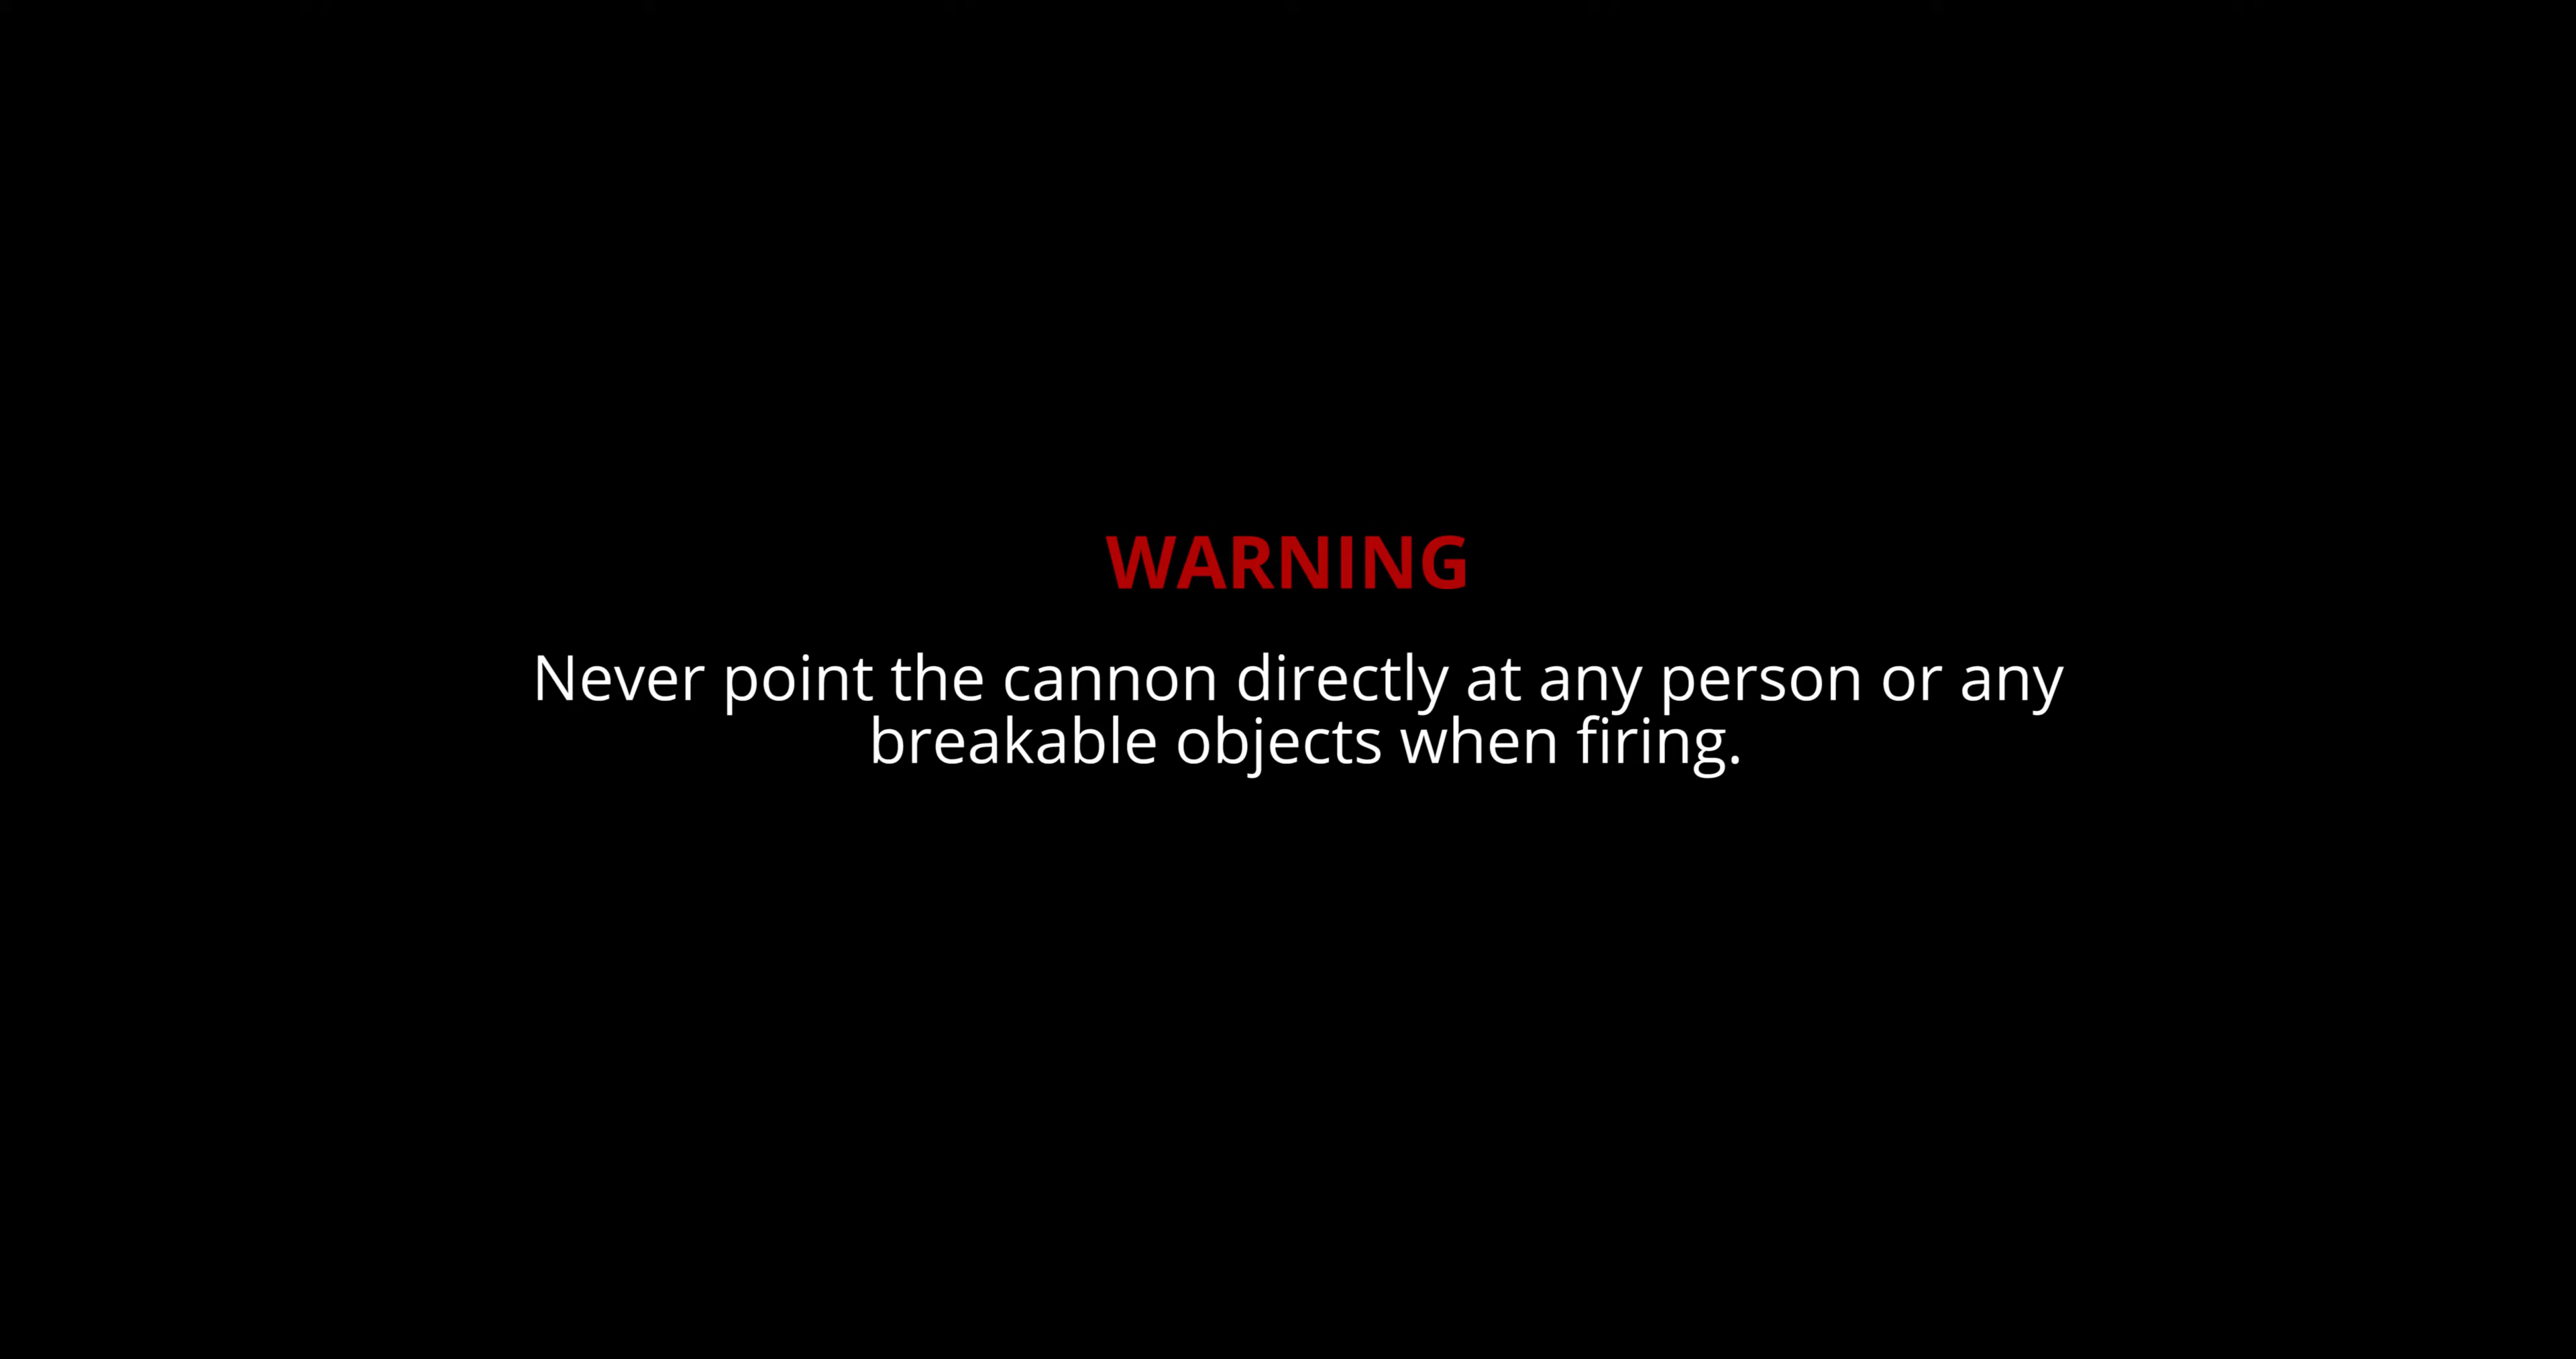 WARNING
Never point the cannon directly at any person or any
breakable objects when firing.